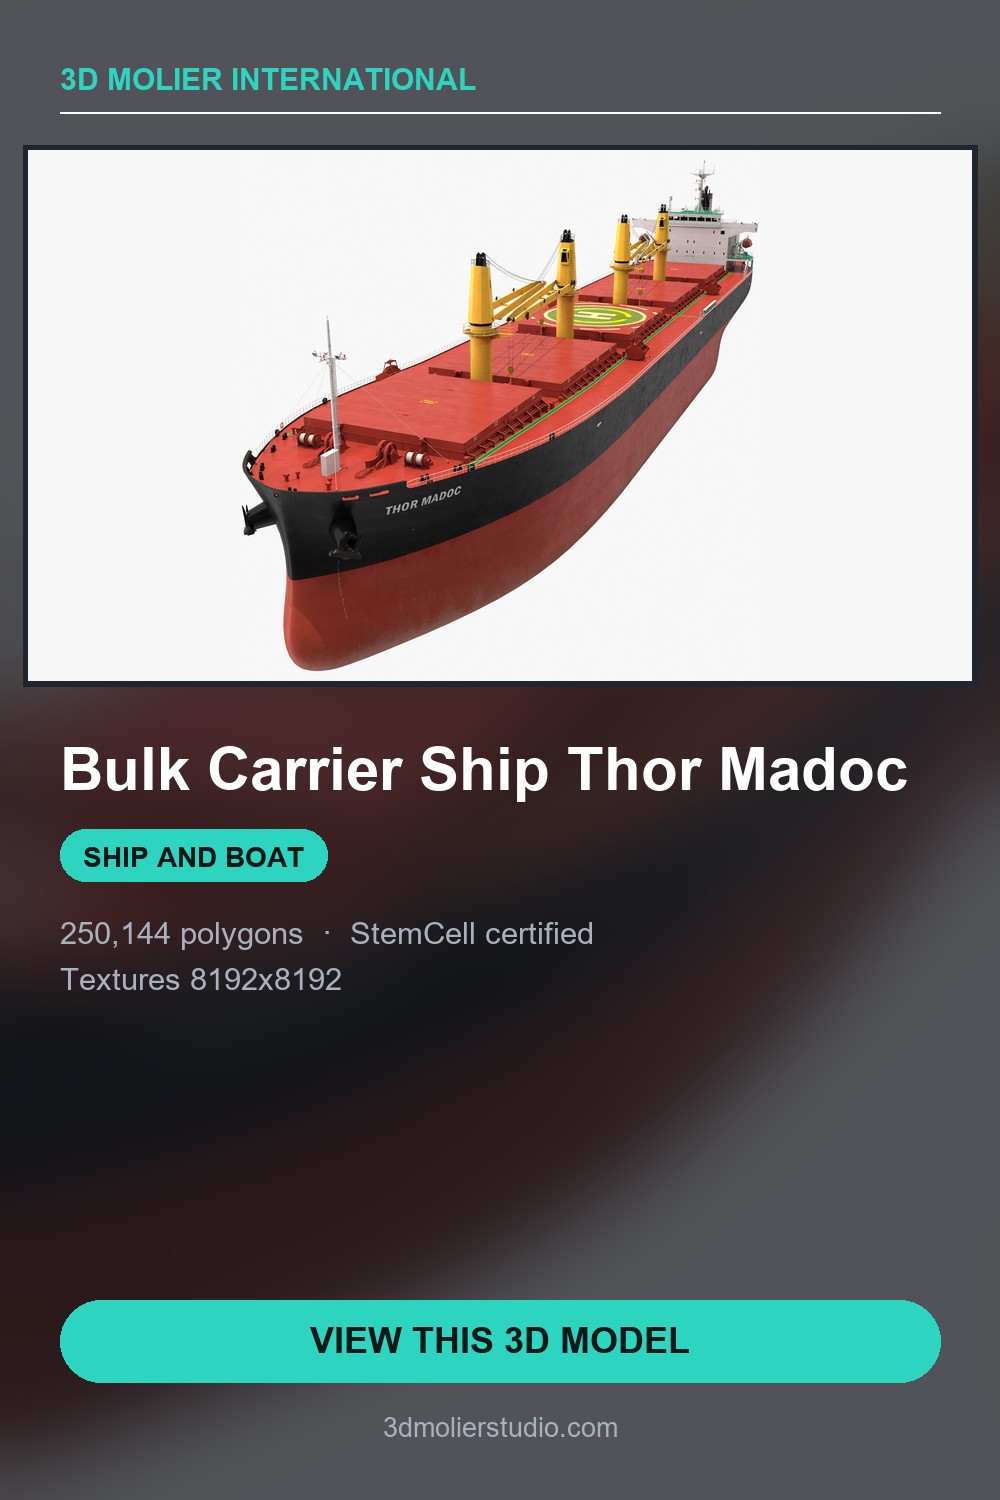 3D MOLIER INTERNATIONAL
H
THOR MADOC
Bulk Carrier Ship Thor Madoc
SHIP AND BOAT
250,144 polygons · StemCell certified
Textures 8192x8192
VIEW THIS 3D MODEL
3dmolierstudio.com